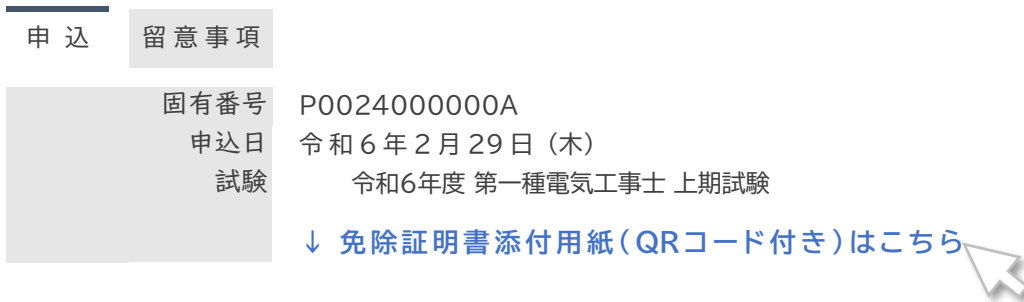 申込 留意事項
固有番号 P0024000000A
申込日 令和6年2月29日（木）
試験 令和6年度 第一種電気工事士 上期試験
↓ 免除証明書添付用紙（QRコード付き）はこちら